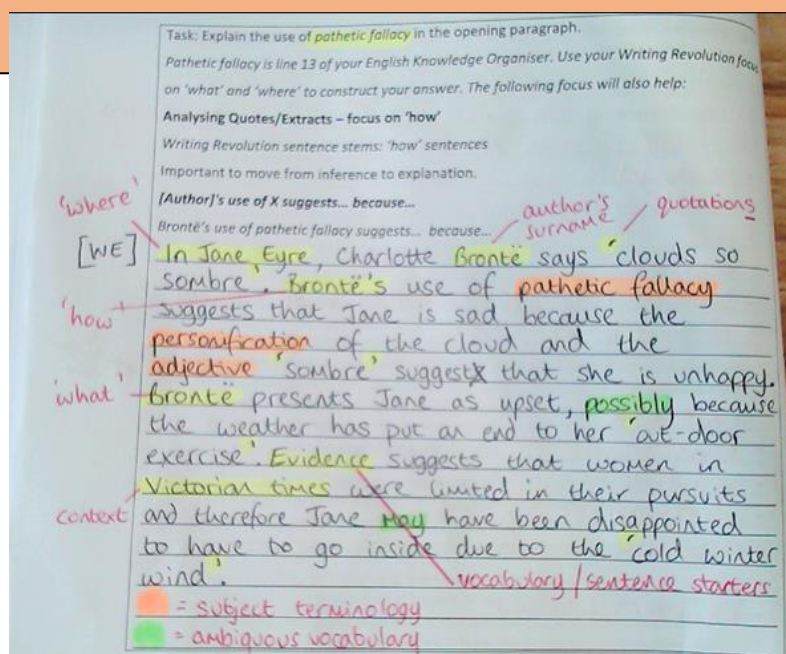 Task: Explain the use of pathetic fallacy in the opening paragraph.
Pathetic fallacy is line 13 of your English Knowledge Organiser. Use your Writing Revolution focus
on 'what' and 'where' to construct your answer. The following focus will also help:
Analysing Quotes/Extracts – focus on 'how'
Writing Revolution sentence stems: 'how' sentences
Important to move from inference to explanation.
[Author]'s use of X suggests... because...
Brontë's use of pathetic fallacy suggests... because...
'where'
author's surname
quotations
[WE]
In Jane Eyre, Charlotte Brontë says 'clouds so
sombre'. Brontë's use of pathetic fallacy
'how'
suggests that Jane is sad because the
personification of the cloud and the
adjective 'sombre' suggests that she is unhappy.
'what'
Brontë presents Jane as upset, possibly because
the weather has put an end to her 'out-door
exercise'. Evidence suggests that women in
Victorian times were limited in their pursuits
context
and therefore Jane may have been disappointed
to have to go inside due to the 'cold winter
wind'.
vocabulary/sentence starters
= subject terminology
= ambiguous vocabulary